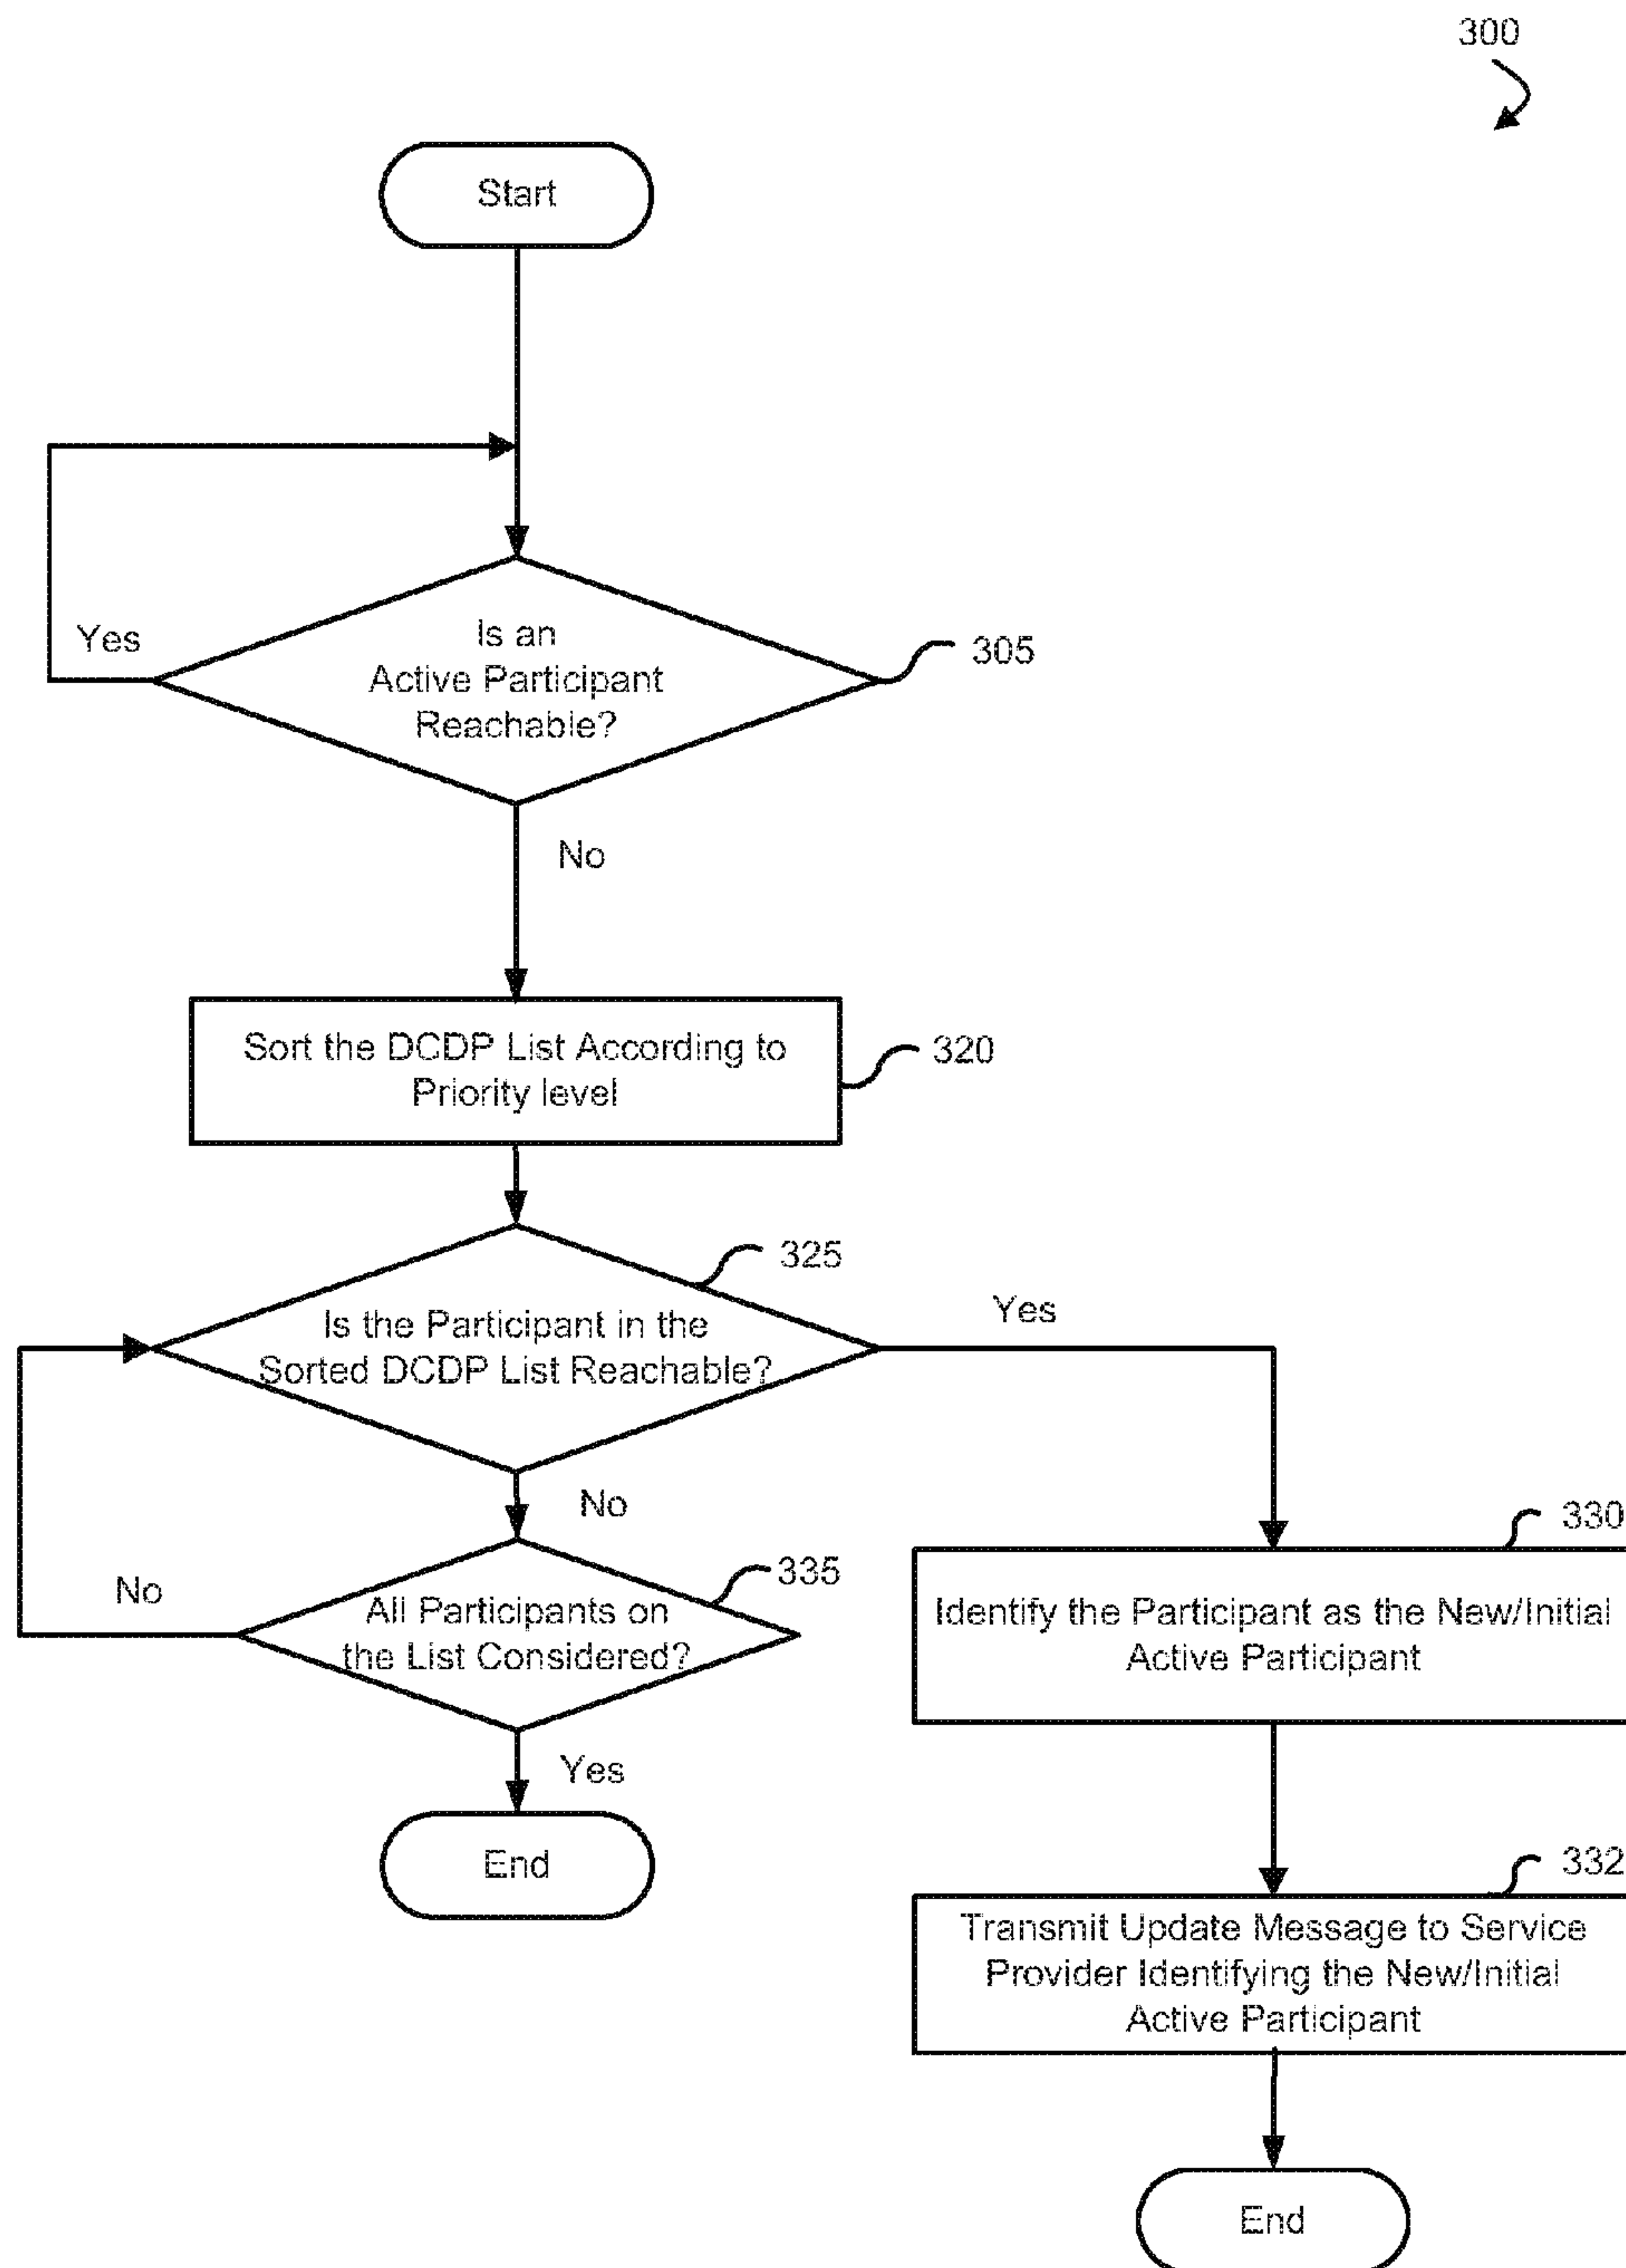 300
Start
Is an
Active Participant
Reachable?
305
Yes
No
Sort the DCDP List According to
Priority level
320
325
Is the Participant in the
Sorted DCDP List Reachable?
Yes
No
335
All Participants on
the List Considered?
No
Yes
End
330
Identify the Participant as the New/Initial
Active Participant
332
Transmit Update Message to Service
Provider Identifying the New/Initial
Active Participant
End